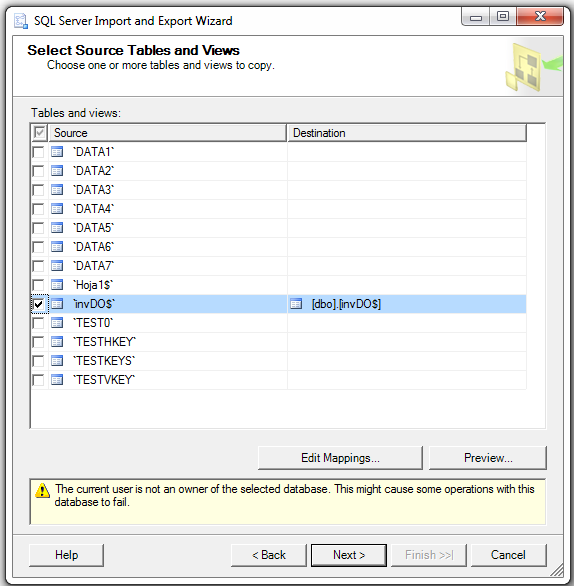 SQL Server Import and Export Wizard
Select Source Tables and Views
Choose one or more tables and views to copy.
Tables and views:
Source Destination
`DATA1`
`DATA2`
`DATA3`
`DATA4`
`DATA5`
`DATA6`
`DATA7`
`Hoja1$`
`invDO$` [dbo].[invDO$]
`TEST0`
`TESTHKEY`
`TESTKEYS`
`TESTVKEY`
Edit Mappings... Preview...
The current user is not an owner of the selected database. This might cause some operations with this
database to fail.
Help < Back Next > Finish >>| Cancel